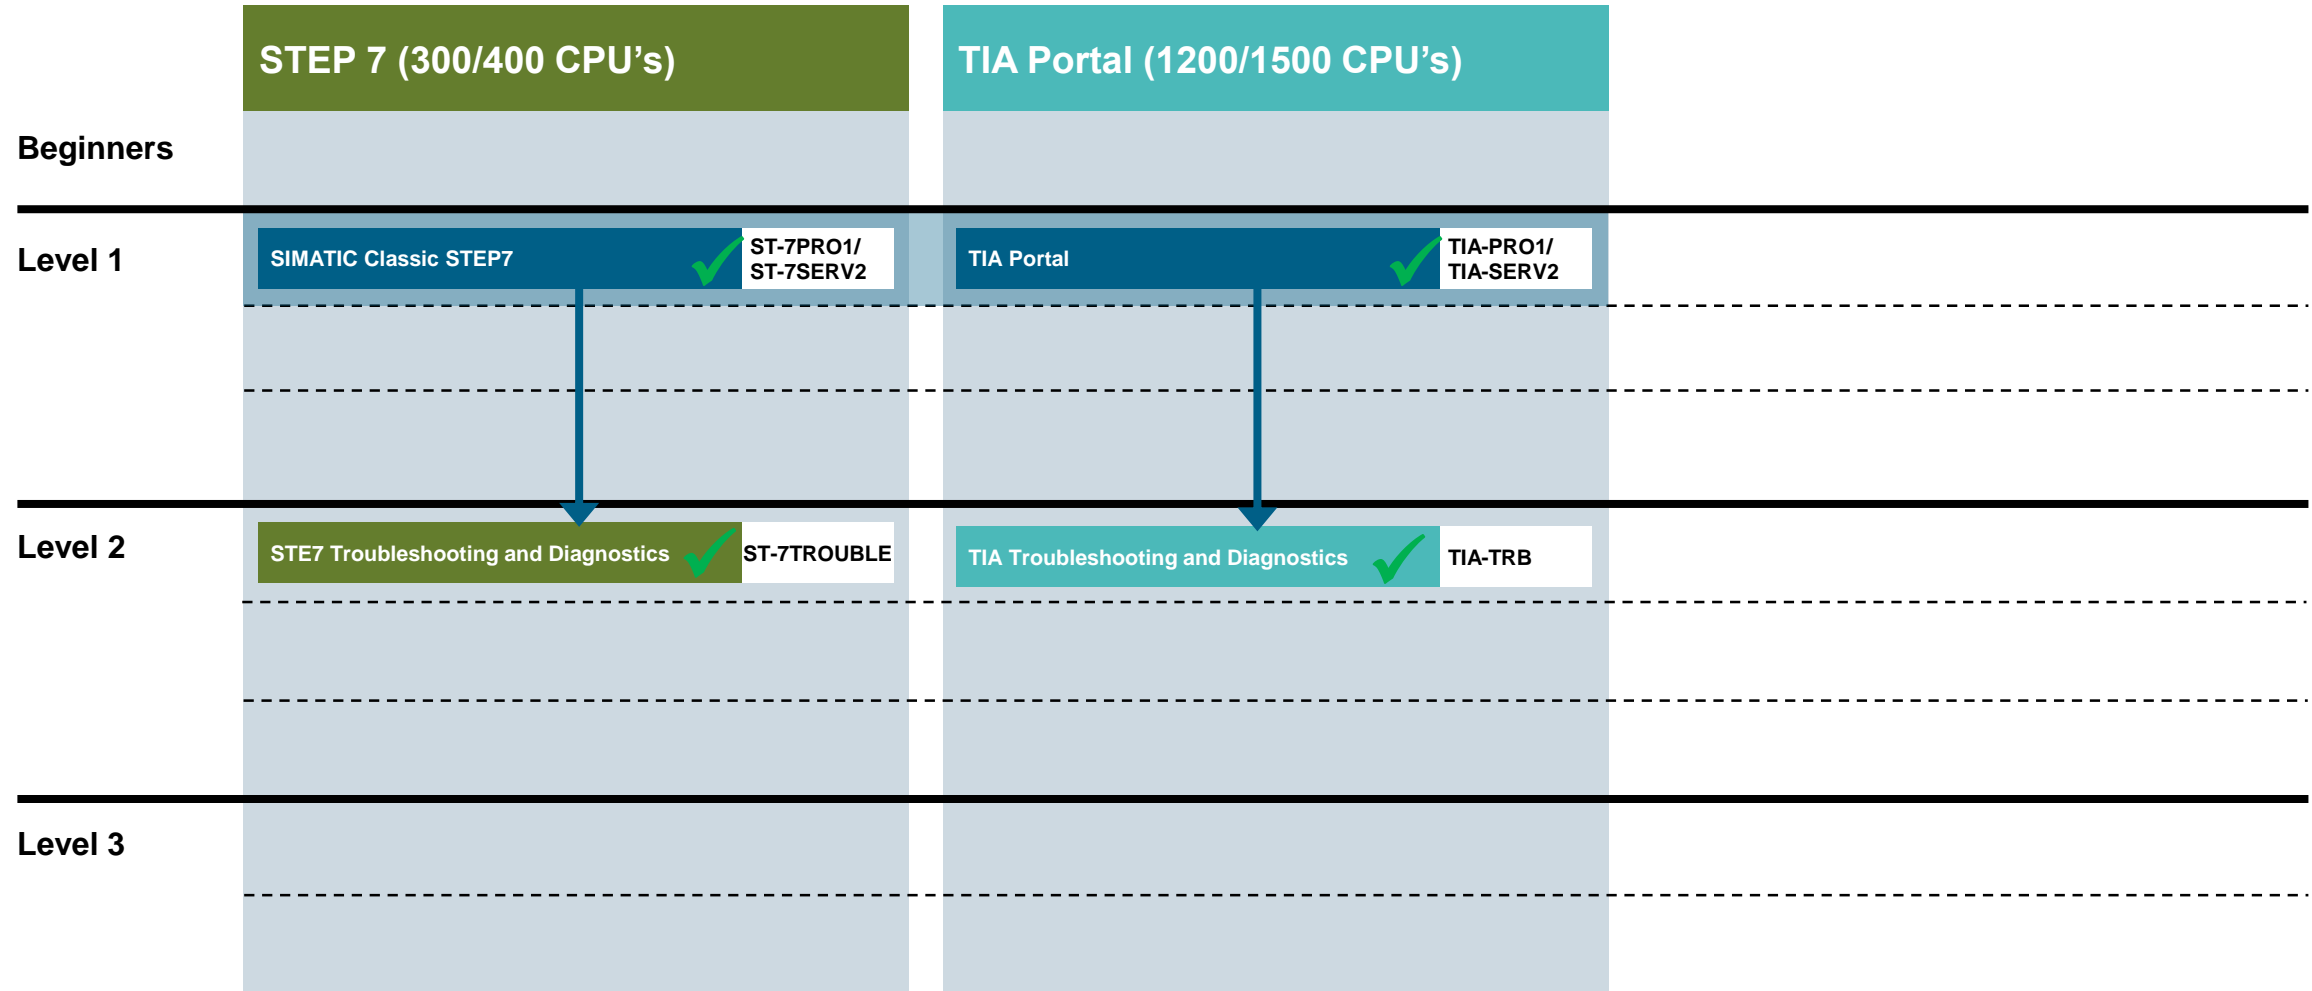 STEP 7 (300/400 CPU’s)
TIA Portal (1200/1500 CPU’s)
Beginners
Level 1
SIMATIC Classic STEP7
ST-7PRO1/
ST-7SERV2
TIA Portal
TIA-PRO1/
TIA-SERV2
Level 2
STE7 Troubleshooting and Diagnostics
ST-7TROUBLE
TIA Troubleshooting and Diagnostics
TIA-TRB
Level 3